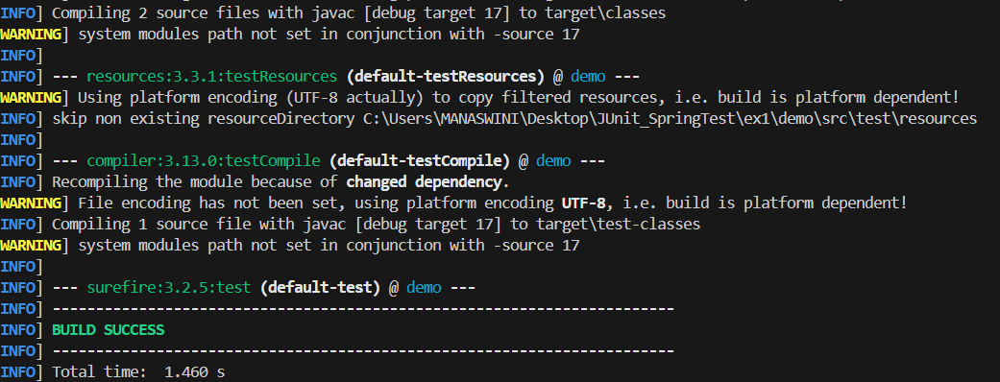 INFO] Compiling 2 source files with javac [debug target 17] to target\classes
WARNING] system modules path not set in conjunction with -source 17
INFO]
INFO] --- resources:3.3.1:testResources (default-testResources) @ demo ---
WARNING] Using platform encoding (UTF-8 actually) to copy filtered resources, i.e. build is platform dependent!
INFO] skip non existing resourceDirectory C:\Users\MANASWINI\Desktop\JUnit_SpringTest\ex1\demo\src\test\resources
INFO]
INFO] --- compiler:3.13.0:testCompile (default-testCompile) @ demo ---
INFO] Recompiling the module because of changed dependency.
WARNING] File encoding has not been set, using platform encoding UTF-8, i.e. build is platform dependent!
INFO] Compiling 1 source file with javac [debug target 17] to target\test-classes
WARNING] system modules path not set in conjunction with -source 17
INFO]
INFO] --- surefire:3.2.5:test (default-test) @ demo ---
INFO] ------------------------------------------------------------------------
INFO] BUILD SUCCESS
INFO] ------------------------------------------------------------------------
INFO] Total time:  1.460 s